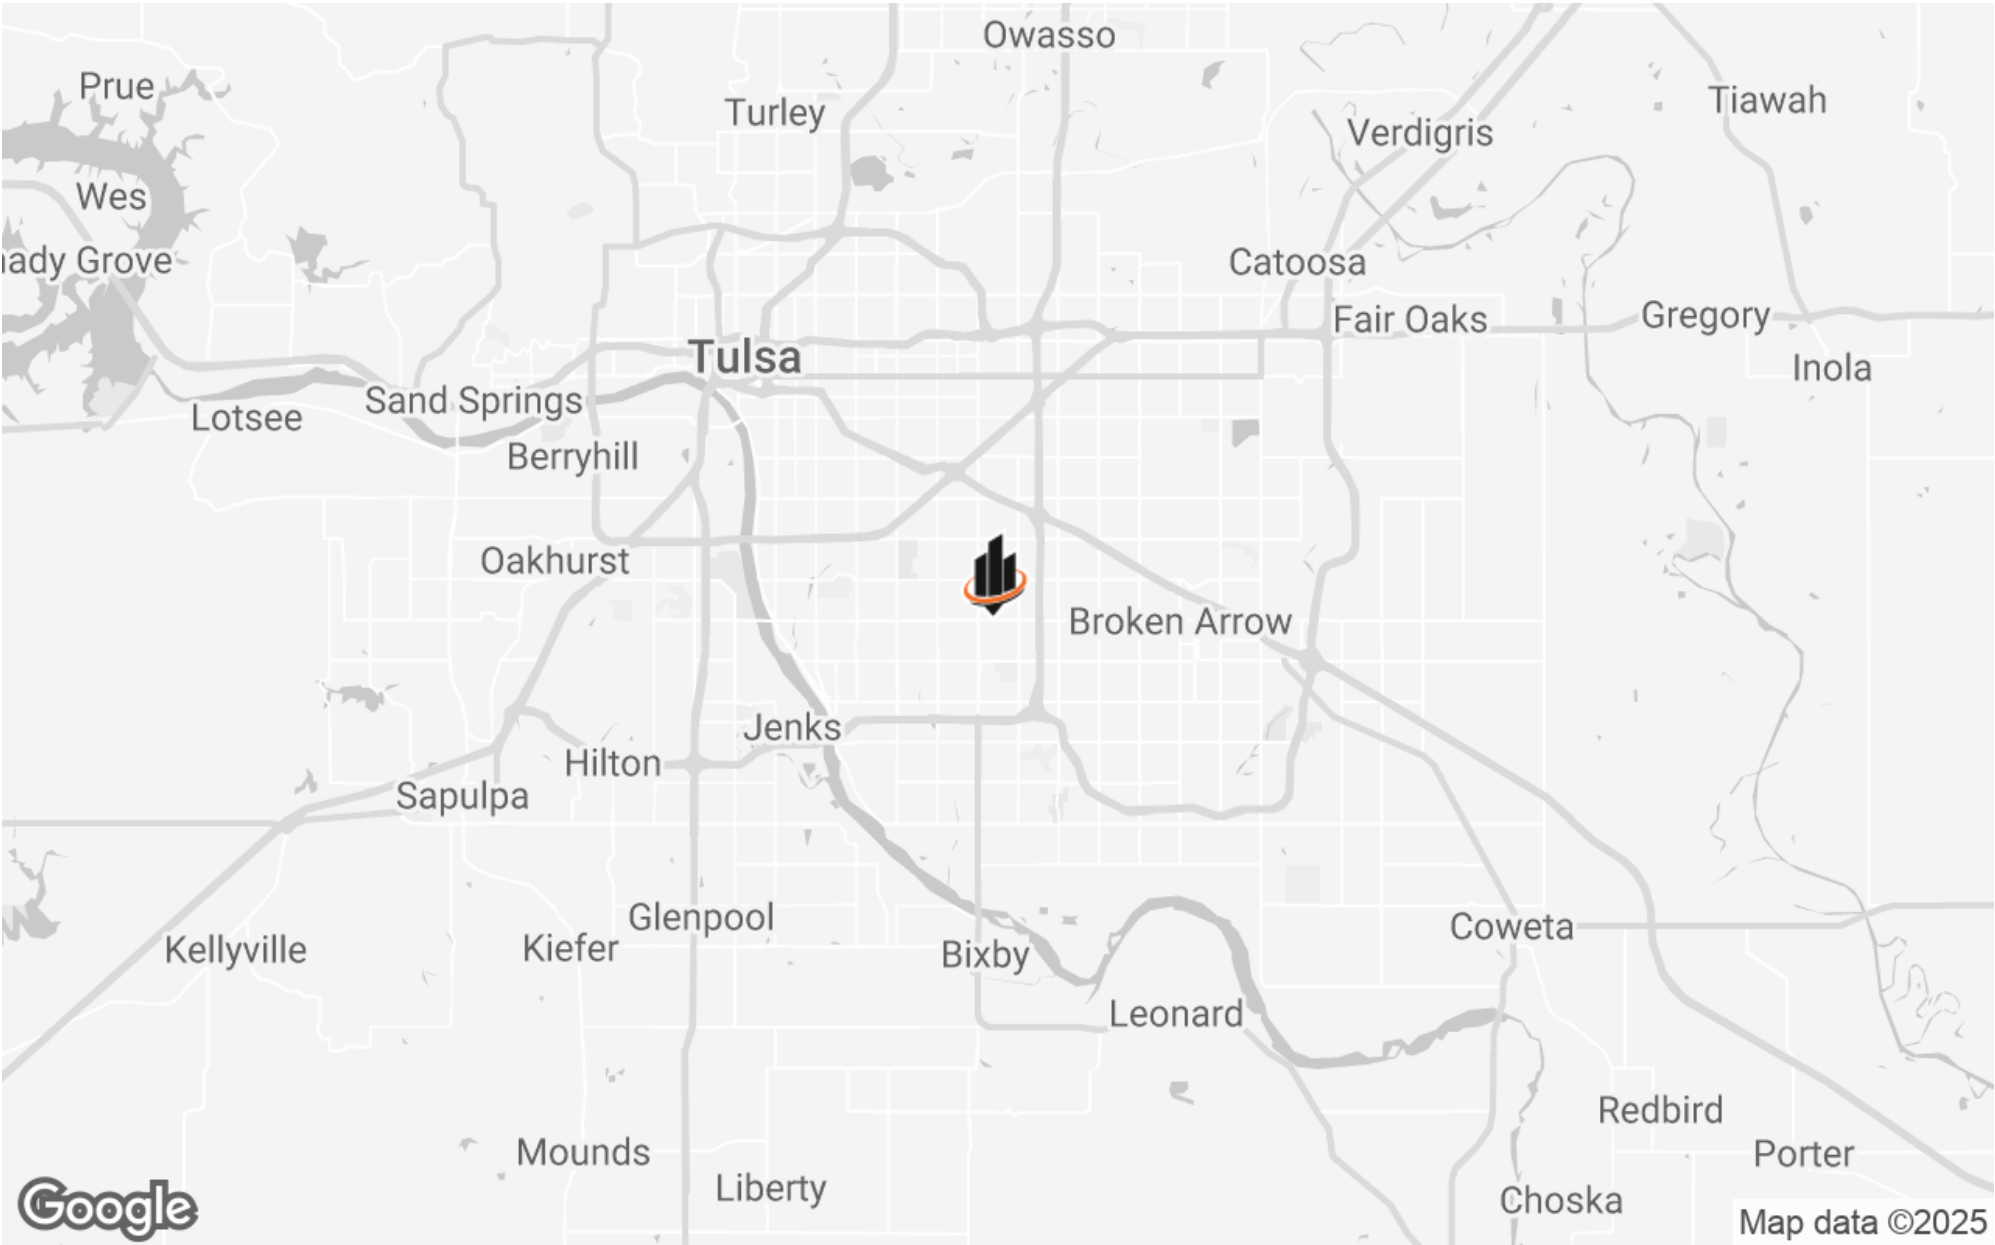 Owasso
Prue
Turley
Tiawah
Verdigris
Wes
ady Grove
Catoosa
Fair Oaks
Gregory
Tulsa
Inola
Sand Springs
Lotsee
Berryhill
Oakhurst
Broken Arrow
Jenks
Hilton
Sapulpa
Glenpool
Coweta
Kellyville
Kiefer
Bixby
Leonard
Redbird
Mounds
Porter
Liberty
Choska
Google
Map data ©2025